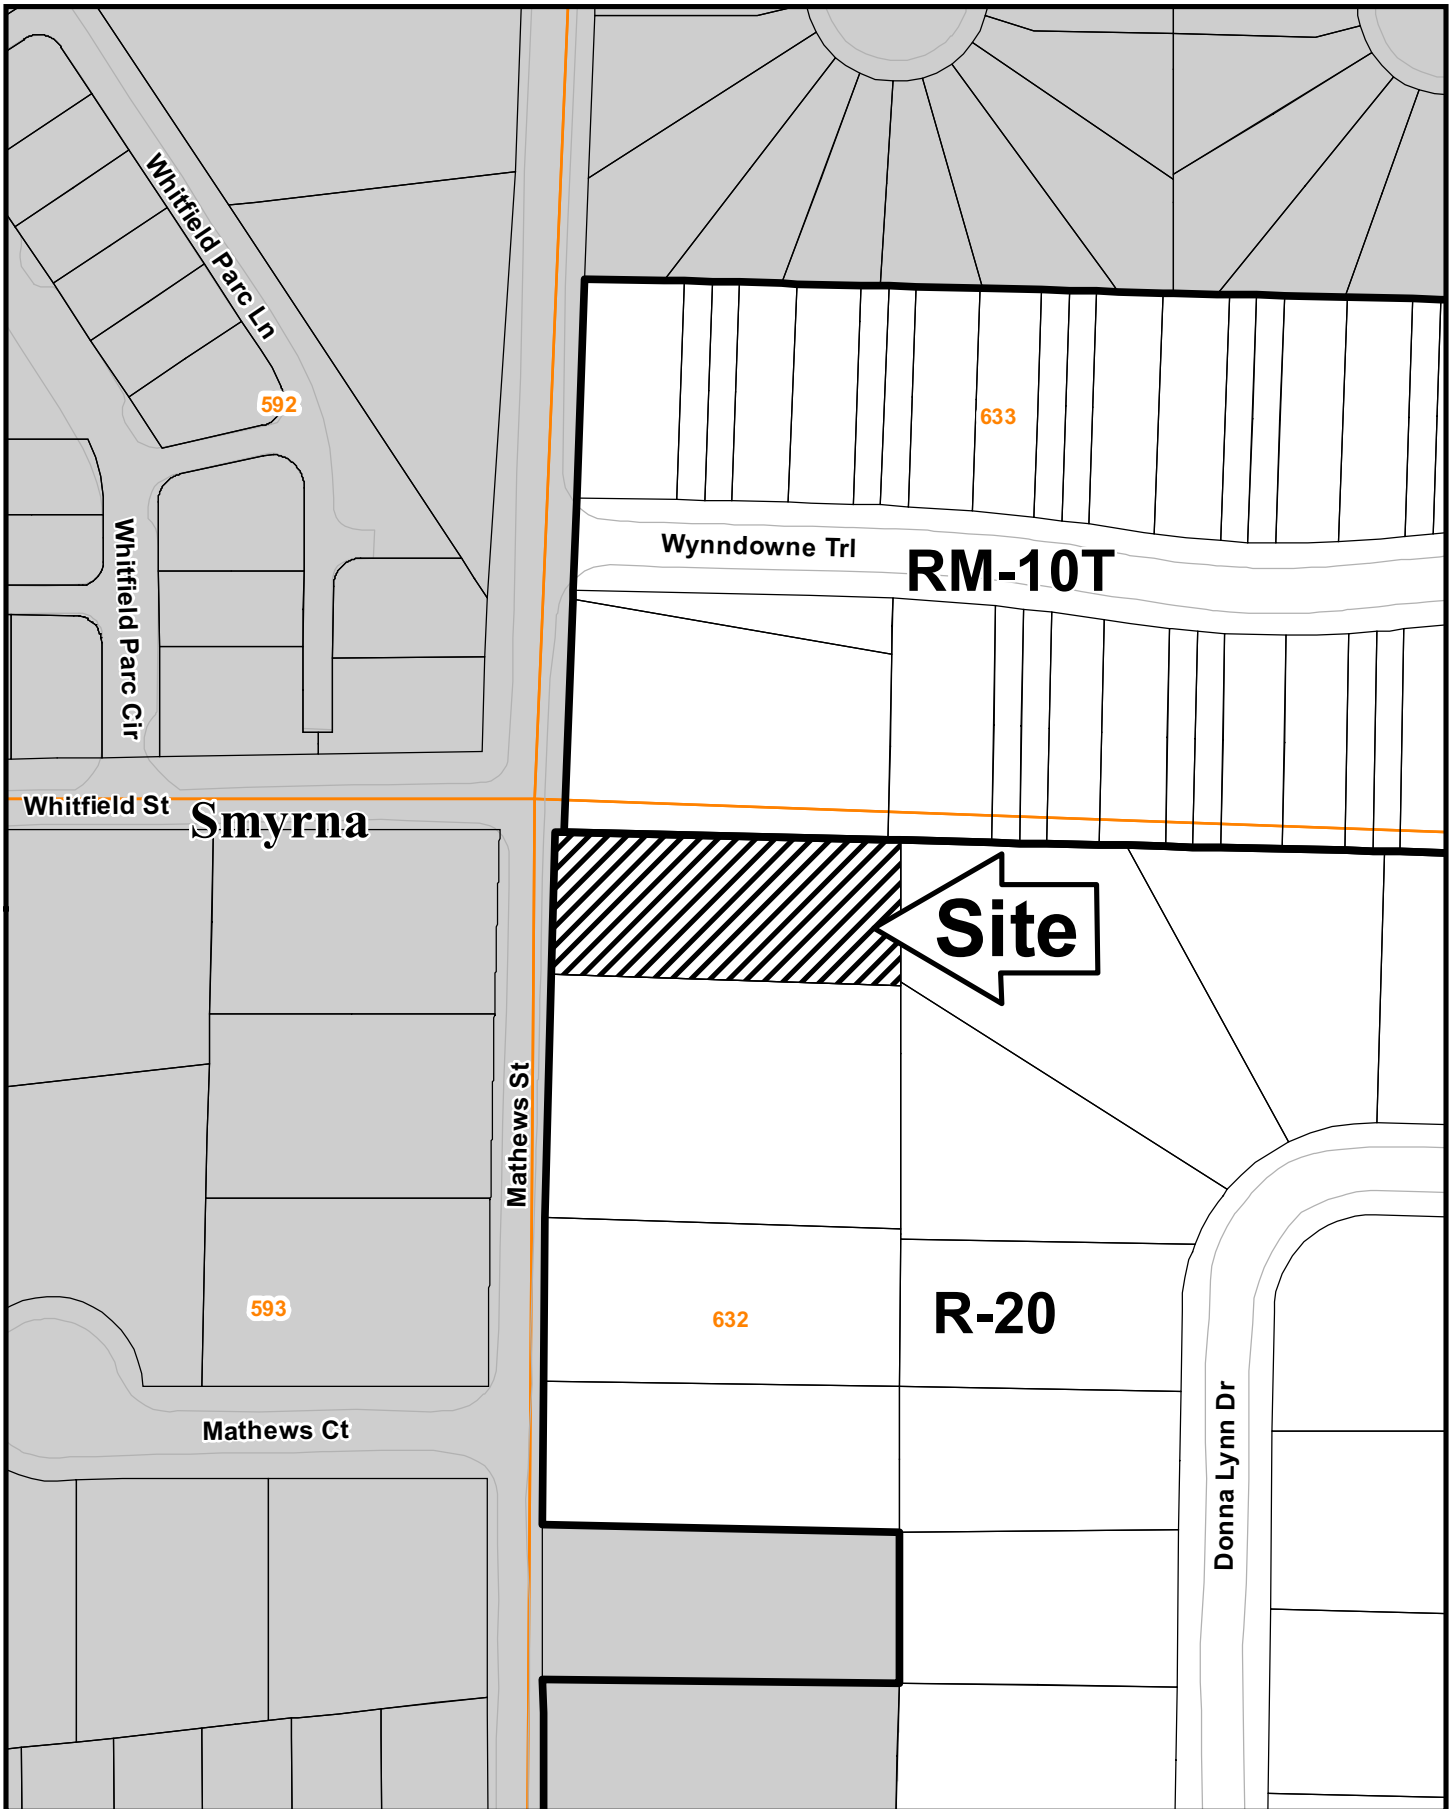 Whitfield Parc Ln
592
633
Wynndowne Trl
RM-10T
Whitfield Parc Cir
Whitfield St
Smyrna
Site
Mathews St
593
632
R-20
Mathews Ct
Donna Lynn Dr